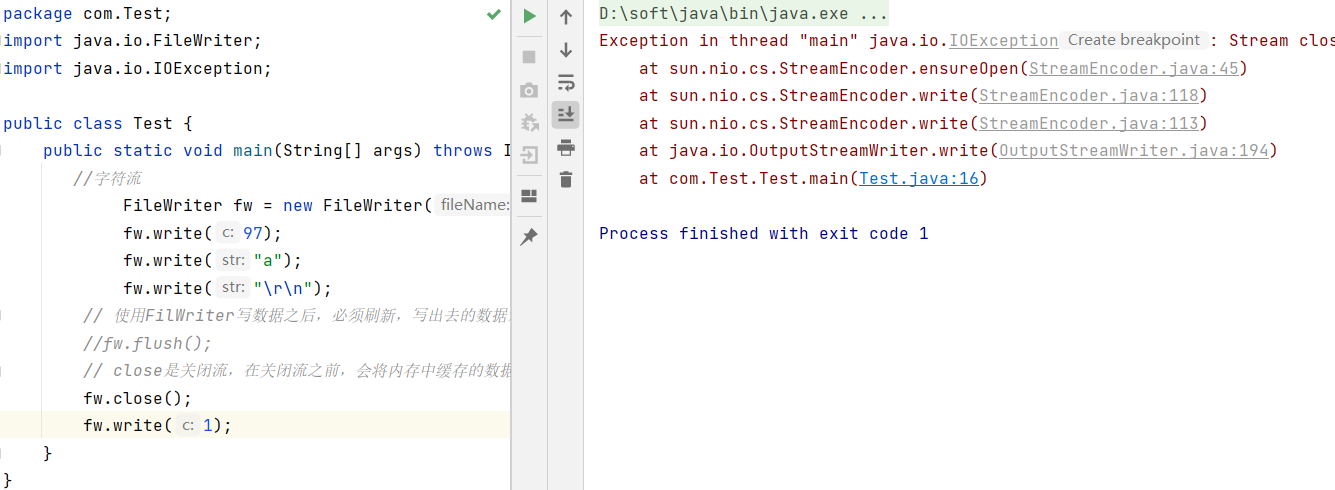 package com.Test;
import java.io.FileWriter;
import java.io.IOException;
public class Test {
public static void main(String[] args) throws I
//字符流
FileWriter fw = new FileWriter( fileName:
fw.write( c: 97);
fw.write( str: "a");
fw.write( str: "\r\n");
// 使用FilWriter写数据之后，必须刷新，写出去的数据
//fw.flush();
// close是关闭流，在关闭流之前，会将内存中缓存的数据
fw.close();
fw.write( c: 1);
}
}
D:\soft\java\bin\java.exe ...
Exception in thread "main" java.io.IOException Create breakpoint : Stream clos
at sun.nio.cs.StreamEncoder.ensureOpen(StreamEncoder.java:45)
at sun.nio.cs.StreamEncoder.write(StreamEncoder.java:118)
at sun.nio.cs.StreamEncoder.write(StreamEncoder.java:113)
at java.io.OutputStreamWriter.write(OutputStreamWriter.java:194)
at com.Test.Test.main(Test.java:16)
Process finished with exit code 1